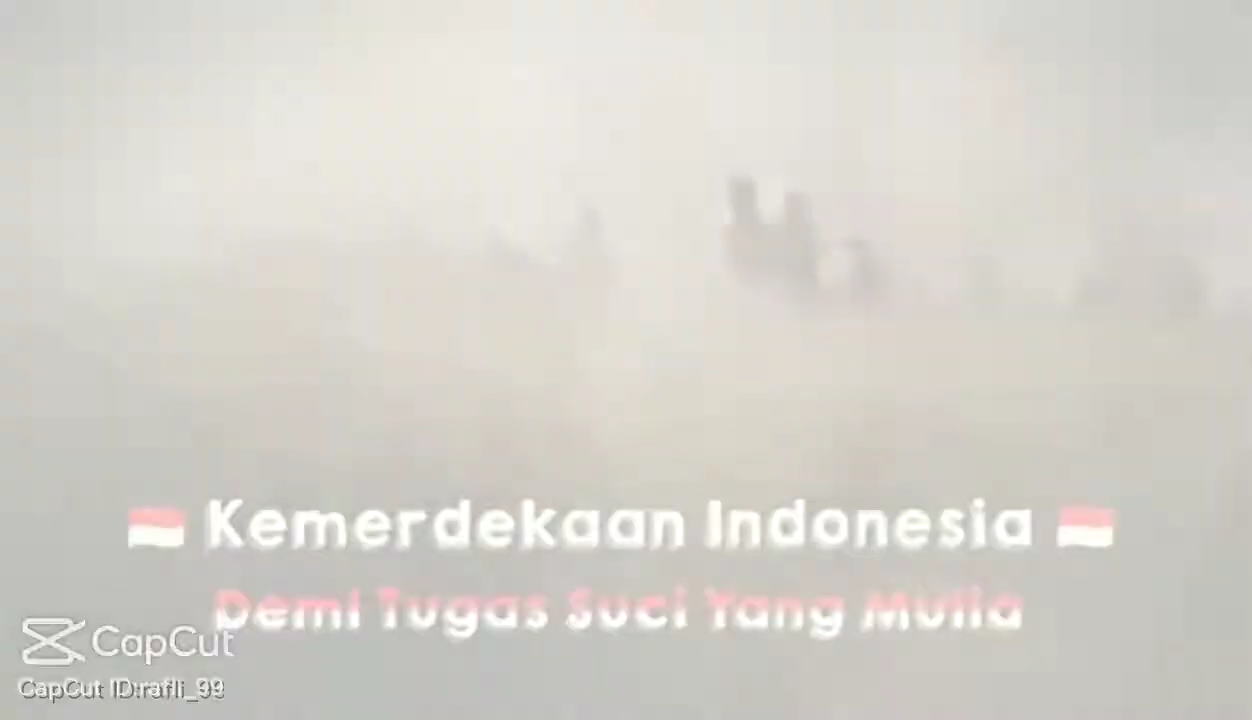 🇮🇩 Kemerdekaan Indonesia 🇮🇩
Demi Tugas Suci Yang Mulia
CapCut
CapCut ID:rafli_99